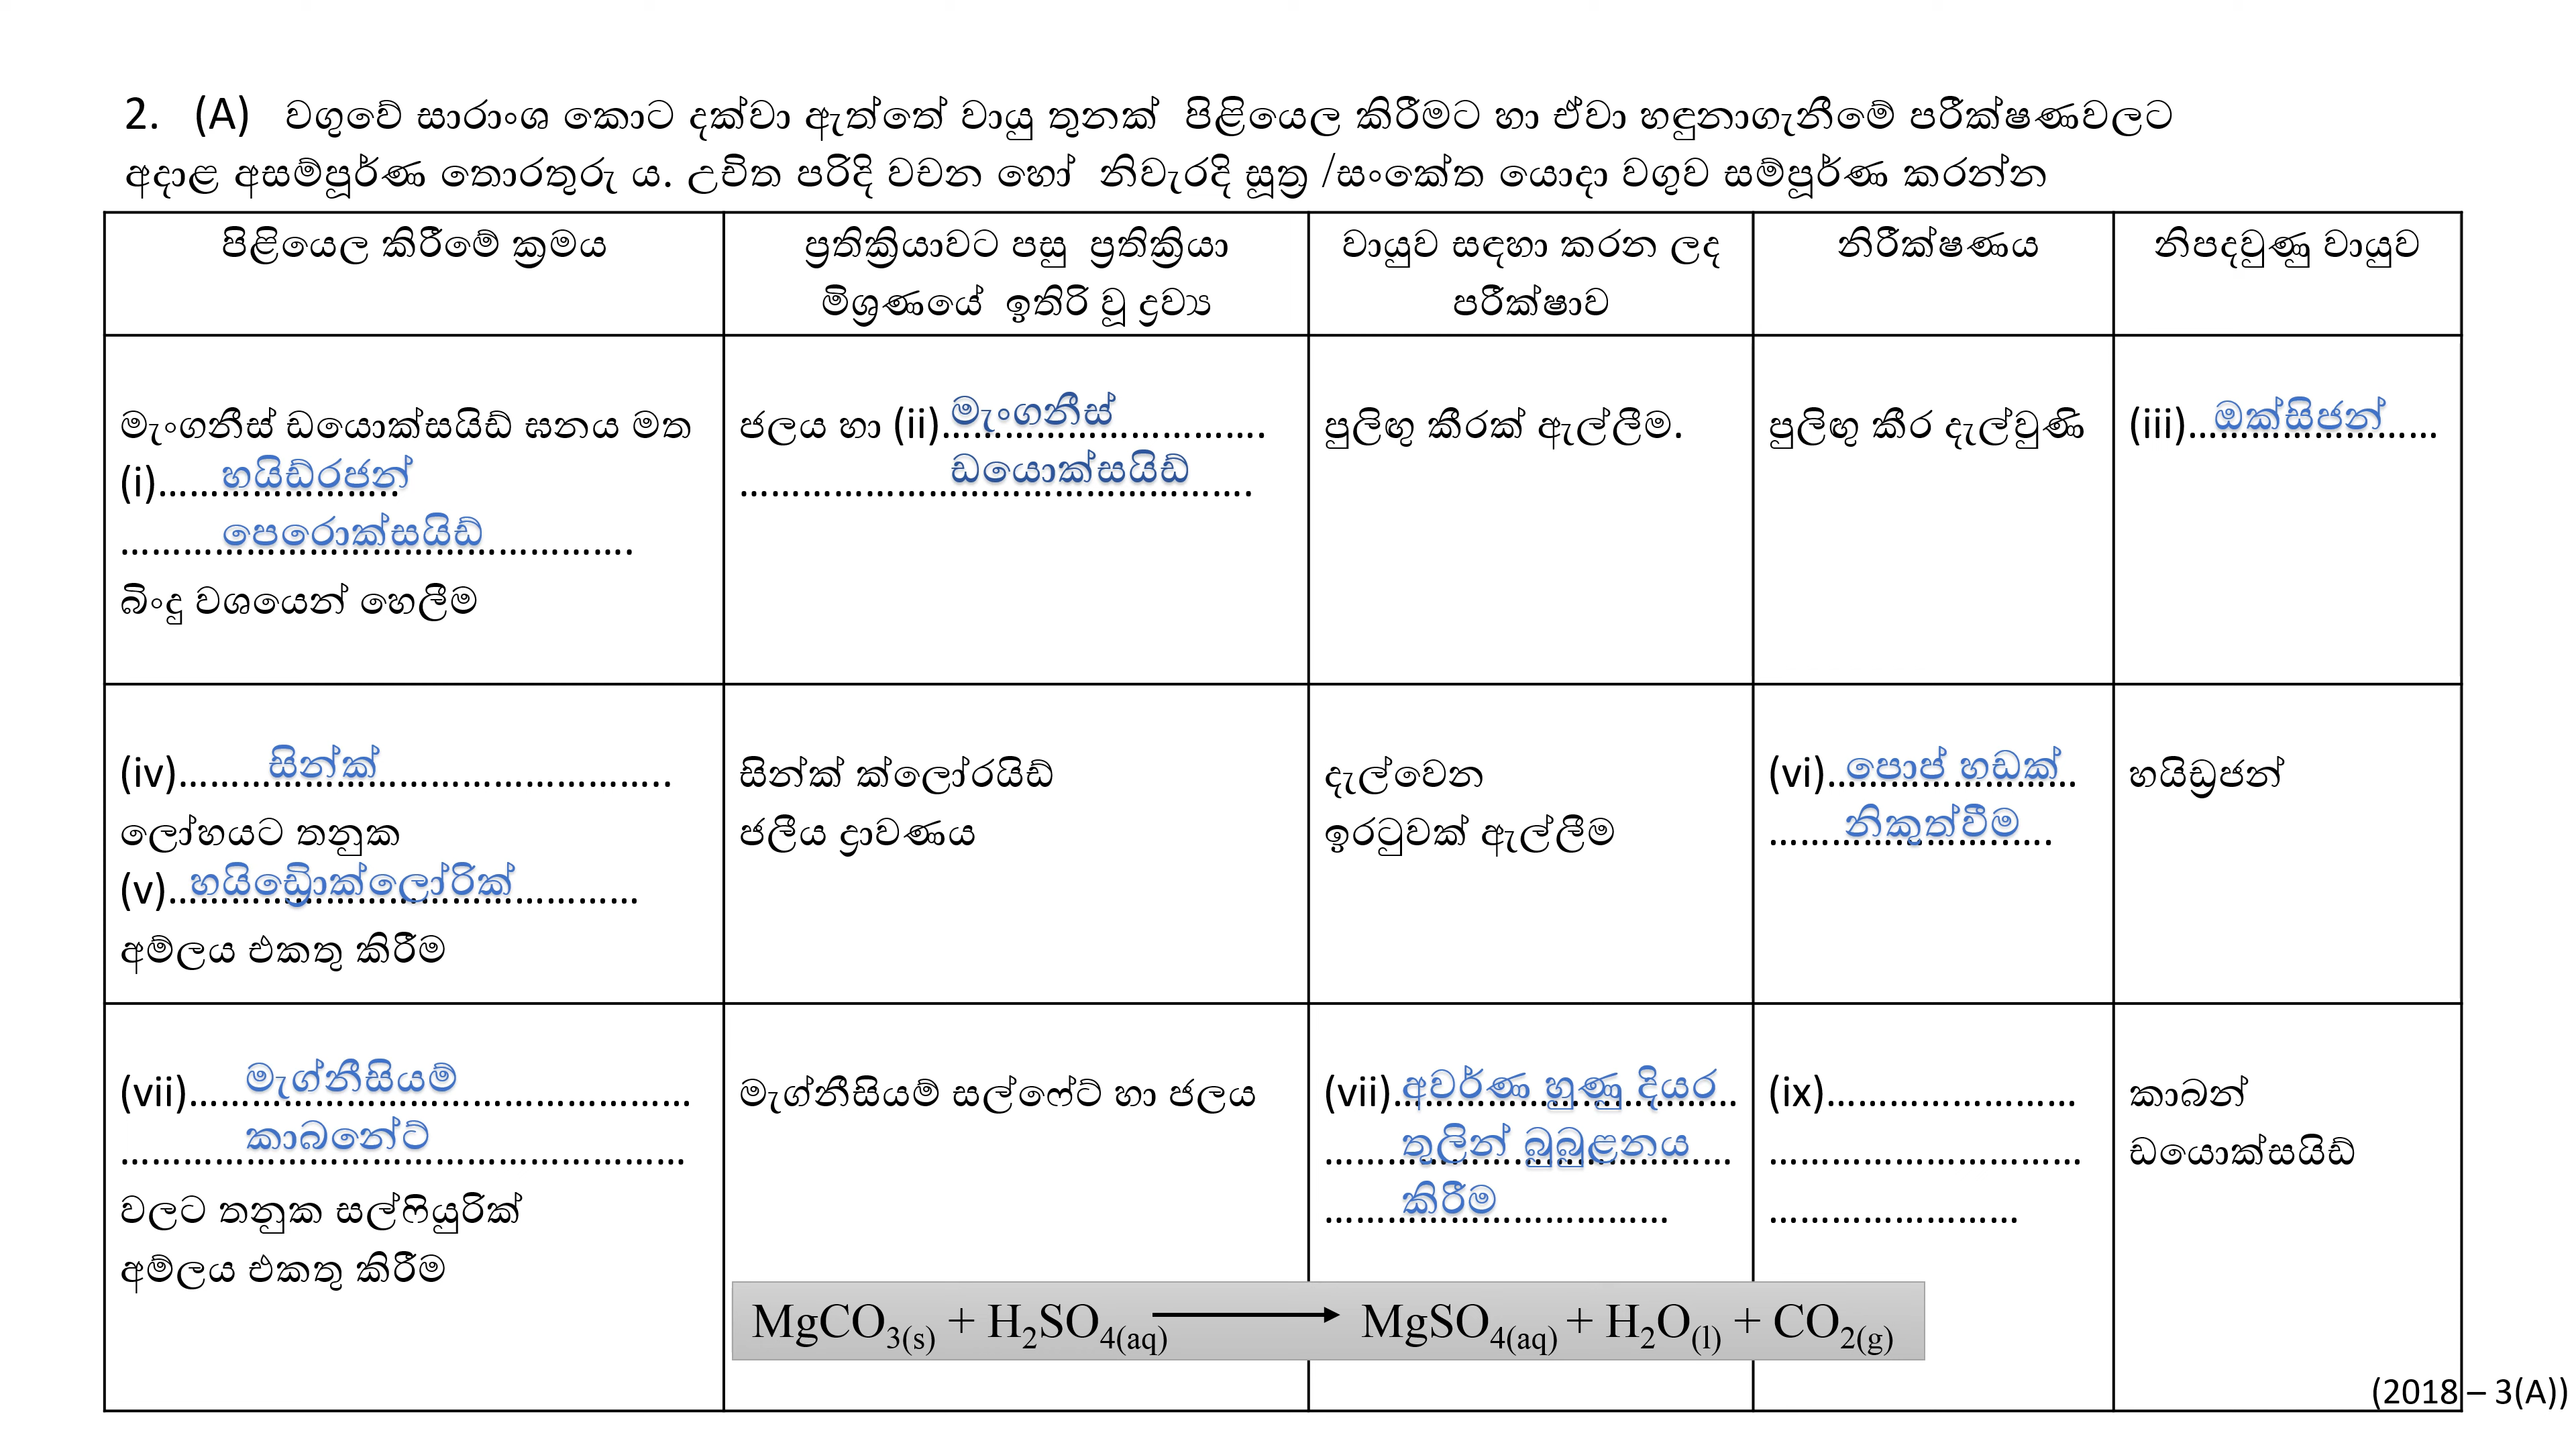 2. (A) වගුවේ සාරාංශ කොට දක්වා ඇත්තේ වායු තුනක් පිළියෙල කිරීමට හා ඒවා හඳුනාගැනීමේ පරීක්ෂණවලට
අදාළ අසම්පූර්ණ තොරතුරු ය. උචිත පරිදි වචන හෝ නිවැරදි සූත්‍ර /සංකේත යොදා වගුව සම්පූර්ණ කරන්න
පිළියෙල කිරීමේ ක්‍රමය
ප්‍රතික්‍රියාවට පසු ප්‍රතික්‍රියා
මිශ්‍රණයේ ඉතිරි වූ ද්‍රව්‍ය
වායුව සඳහා කරන ලද
පරීක්ෂාව
නිරීක්ෂණය
නිපදවුණු වායුව
මැංගනීස් ඩයොක්සයිඩ් ඝනය මත
(i)...හයිඩ්රජන්
පෙරොක්සයිඩ්
බිංදු වශයෙන් හෙලීම
ජලය හා (ii)...මැංගනීස්
ඩයොක්සයිඩ්
පුලිඟු කීරක් ඇල්ලීම.
පුලිඟු කීර දැල්වුණි
(iii)...ඔක්සිජන්
(iv)...සින්ක්
ලෝහයට තනුක
(v)...හයිඩ්‍රොක්ලෝරික්
අම්ලය එකතු කිරීම
සින්ක් ක්ලෝරයිඩ්
ජලීය ද්‍රාවණය
දැල්වෙන
ඉරටුවක් ඇල්ලීම
(vi)...පොප් හඩක්
නිකුත්වීම
හයිඩ්‍රජන්
(vii)...මැග්නීසියම්
කාබනේට්
වලට තනුක සල්ෆියුරික්
අම්ලය එකතු කිරීම
මැග්නීසියම් සල්ෆේට් හා ජලය
(vii)...අවර්ණ හුණු දියර
තුලින් බුබුළනය
කිරීම
(ix)...
කාබන්
ඩයොක්සයිඩ්
MgCO3(s) + H2SO4(aq) ⟶ MgSO4(aq) + H2O(l) + CO2(g)
(2018 – 3(A))